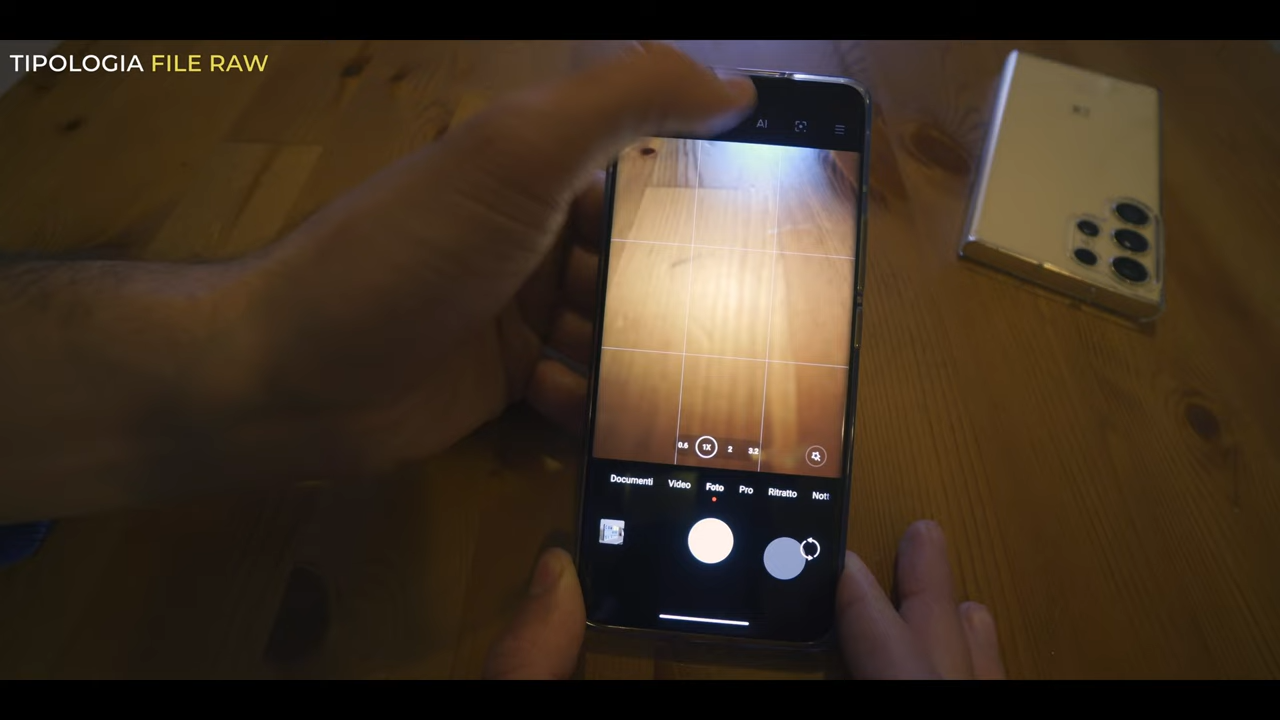 TIPOLOGIA FILE RAW
AI
0.6 1X 2 3.2
Documenti Video Foto Pro Ritratto Nott